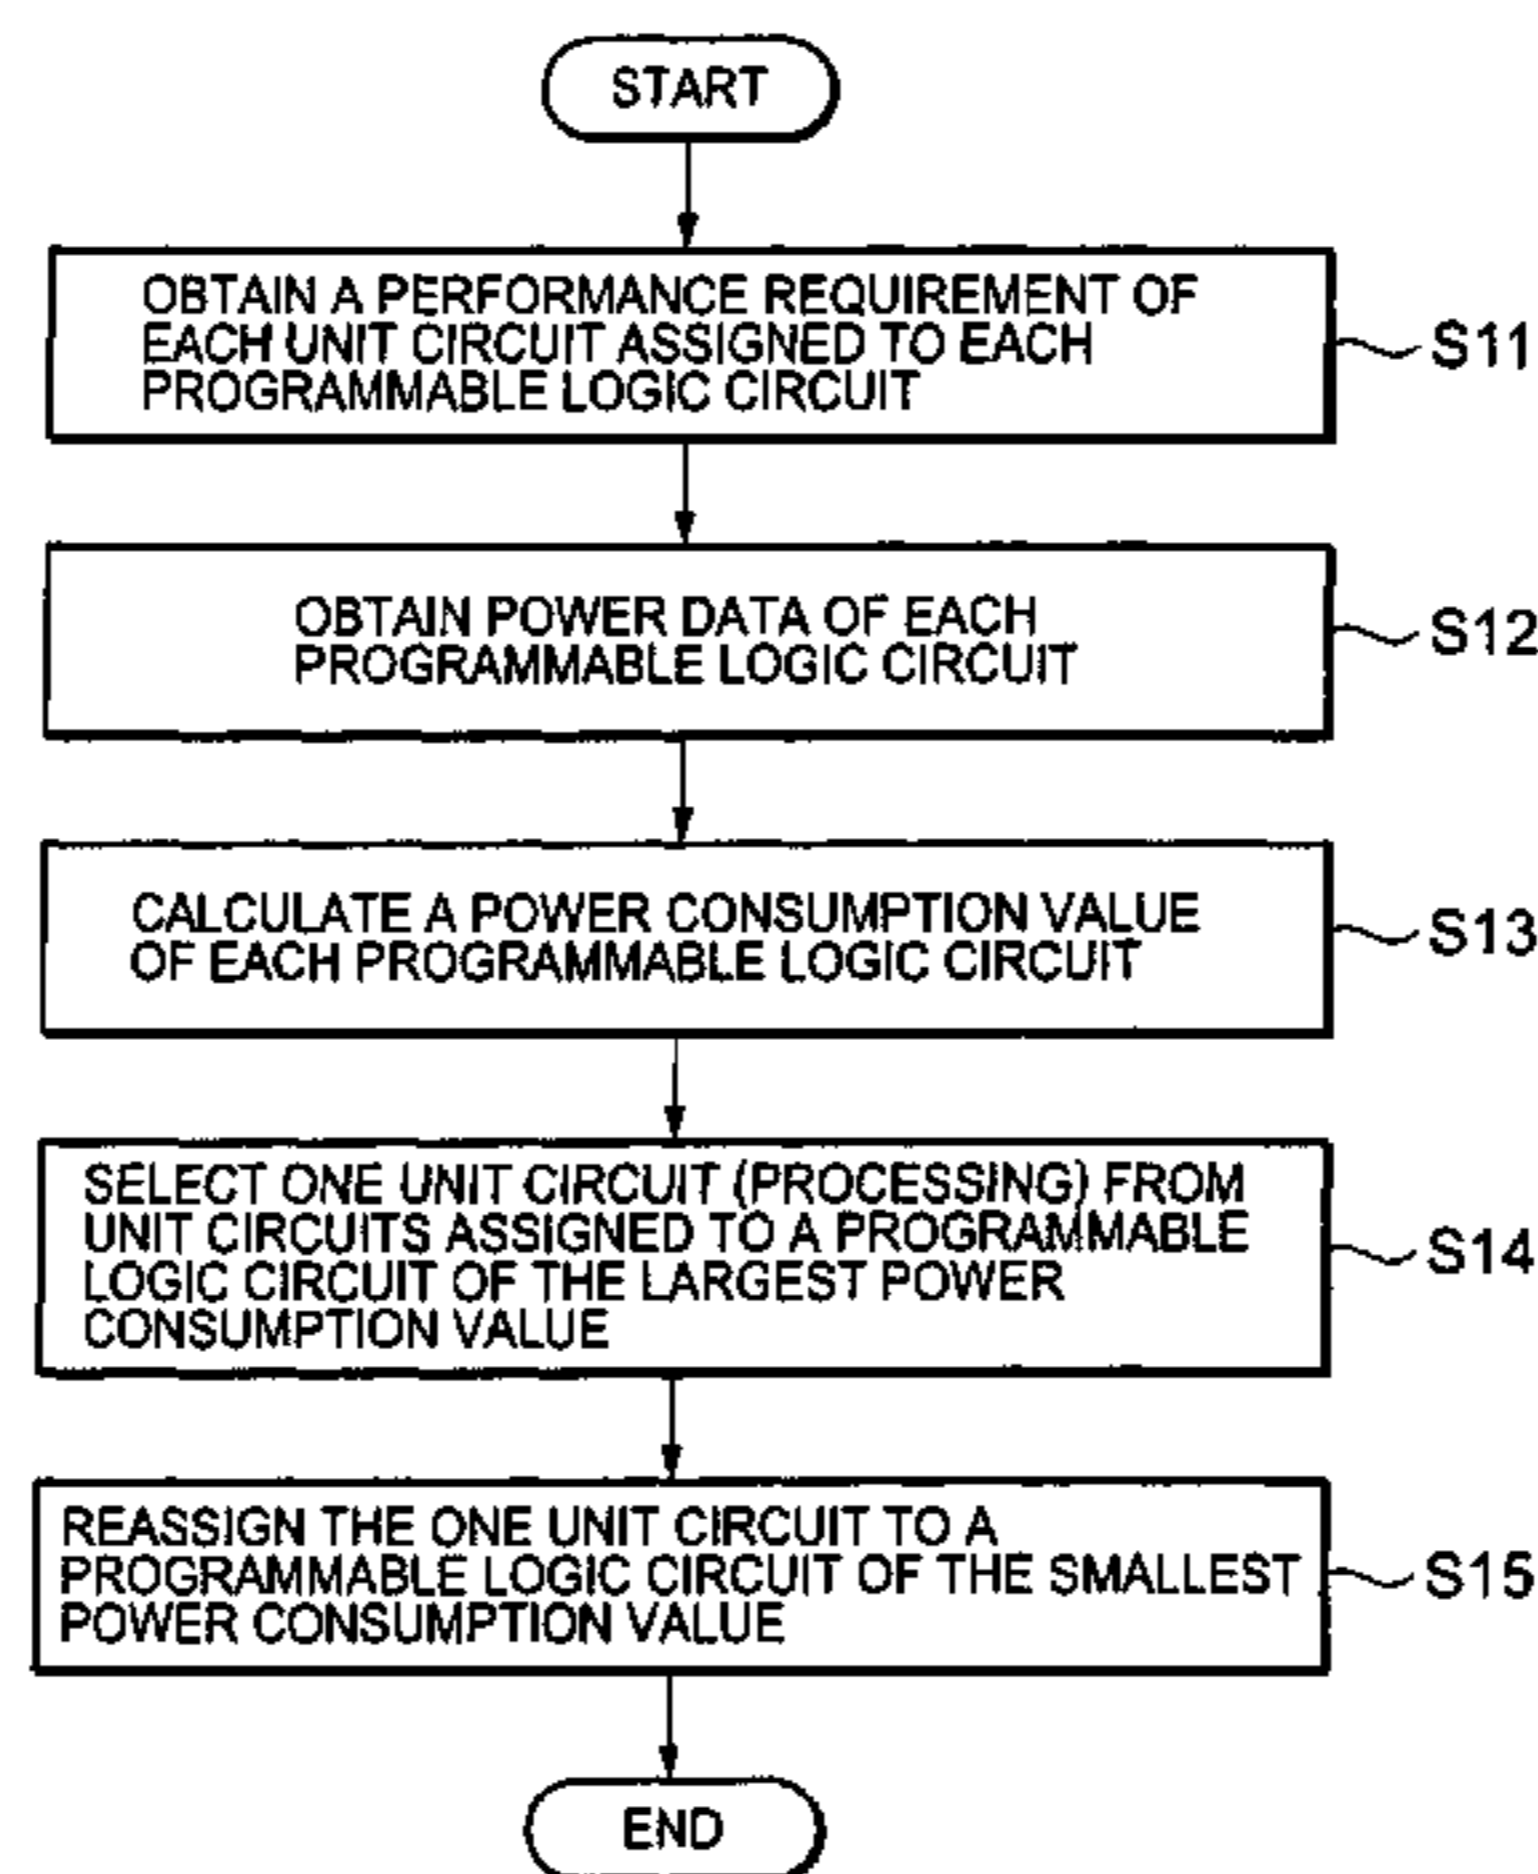 START
OBTAIN A PERFORMANCE REQUIREMENT OF
EACH UNIT CIRCUIT ASSIGNED TO EACH
PROGRAMMABLE LOGIC CIRCUIT
S11
OBTAIN POWER DATA OF EACH
PROGRAMMABLE LOGIC CIRCUIT
S12
CALCULATE A POWER CONSUMPTION VALUE
OF EACH PROGRAMMABLE LOGIC CIRCUIT
S13
SELECT ONE UNIT CIRCUIT (PROCESSING) FROM
UNIT CIRCUITS ASSIGNED TO A PROGRAMMABLE
LOGIC CIRCUIT OF THE LARGEST POWER
CONSUMPTION VALUE
S14
REASSIGN THE ONE UNIT CIRCUIT TO A
PROGRAMMABLE LOGIC CIRCUIT OF THE SMALLEST
POWER CONSUMPTION VALUE
S15
END